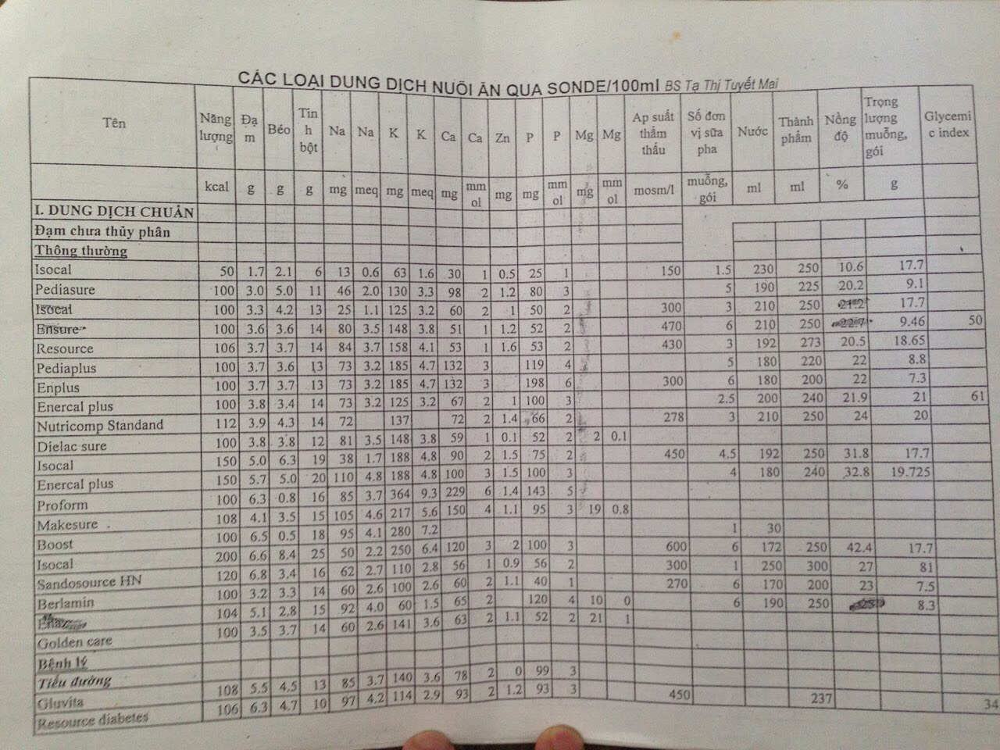 CÁC LOẠI DUNG DỊCH NUÔI ĂN QUA SONDE/100ml BS Tạ Thị Tuyết Mai
Tên Năng lượng Đạm Béo Tinh bột Na Na K K Ca Ca Zn P P Mg Mg Ap suất thẩm thấu Số đơn vị sữa pha Nước Thành phẩm Nồng độ Trọng lượng muỗng, gói Glycemic index
kcal g g g mg meq mg meq mg mmol mg mg mmol mg mmol mosm/l muỗng, gói ml ml % g
I. DUNG DỊCH CHUẨN
Đạm chưa thủy phân
Thông thường
Isocal 50 1.7 2.1 6 13 0.6 63 1.6 30 1 0.5 25 1 150 1.5 230 250 10.6 17.7
Pediasure 100 3.0 5.0 11 46 2.0 130 3.3 98 2 1.2 80 3 5 190 225 20.2 9.1
Isocal 100 3.3 4.2 13 25 1.1 125 3.2 60 2 1 50 2 300 3 210 250 21.2 17.7
Ensure 100 3.6 3.6 14 80 3.5 148 3.8 51 1 1.2 52 2 470 6 210 250 22.7 9.46 50
Resource 106 3.7 3.7 14 84 3.7 158 4.1 53 1 1.6 53 2 430 3 192 273 20.5 18.65
Pediaplus 100 3.7 3.6 13 73 3.2 185 4.7 132 3 119 4 5 180 220 22 8.8
Enplus 100 3.7 3.7 13 73 3.2 185 4.7 132 3 198 6 300 6 180 200 22 7.3
Enercal plus 100 3.8 3.4 14 73 3.2 125 3.2 67 2 1 100 3 2.5 200 240 21.9 21 61
Nutricomp Standand 112 3.9 4.3 14 72 137 72 2 1.4 66 2 278 3 210 250 24 20
Dielac sure 100 3.8 3.8 12 81 3.5 148 3.8 59 1 0.1 52 2 2 0.1
Isocal 150 5.0 6.3 19 38 1.7 188 4.8 90 2 1.5 75 2 450 4.5 192 250 31.8 17.7
Enercal plus 150 5.7 5.0 20 110 4.8 188 4.8 100 3 1.5 100 3 4 180 240 32.8 19.725
Proform 100 6.3 0.8 16 85 3.7 364 9.3 229 6 1.4 143 5
Makesure 108 4.1 3.5 15 105 4.6 217 5.6 150 4 1.1 95 3 19 0.8
Boost 100 6.5 0.5 18 95 4.1 280 7.2 1 30
Isocal 200 6.6 8.4 25 50 2.2 250 6.4 120 3 2 100 3 600 6 172 250 42.4 17.7
Sandosource HN 120 6.8 3.4 16 62 2.7 110 2.8 56 1 0.9 56 2 300 1 250 300 27 81
Berlamin 100 3.2 3.3 14 60 2.6 100 2.6 60 2 1.1 40 1 270 6 170 200 23 7.5
104 5.1 2.8 15 92 4.0 60 1.5 65 2 120 4 10 0 6 190 250 8.3
Golden care 100 3.5 3.7 14 60 2.6 141 3.6 63 2 1.1 52 2 21 1
Bệnh lý
Tiểu đường
Gluvita 108 5.5 4.5 13 85 3.7 140 3.6 78 2 0 99 3
Resource diabetes 106 6.3 4.7 10 97 4.2 114 2.9 93 2 1.2 93 3 450 237 34